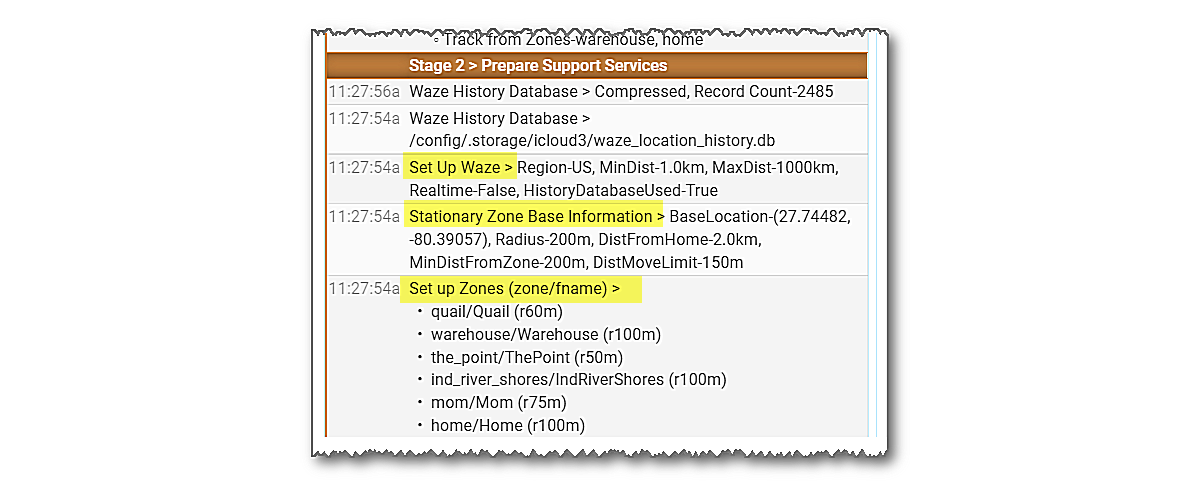 ▫ Track from Zones-warehouse, home
Stage 2 > Prepare Support Services
11:27:56a Waze History Database > Compressed, Record Count-2485
11:27:54a Waze History Database >
/config/.storage/icloud3/waze_location_history.db
11:27:54a Set Up Waze > Region-US, MinDist-1.0km, MaxDist-1000km,
Realtime-False, HistoryDatabaseUsed-True
11:27:54a Stationary Zone Base Information > BaseLocation-(27.74482,
-80.39057), Radius-200m, DistFromHome-2.0km,
MinDistFromZone-200m, DistMoveLimit-150m
11:27:54a Set up Zones (zone/fname) >
• quail/Quail (r60m)
• warehouse/Warehouse (r100m)
• the_point/ThePoint (r50m)
• ind_river_shores/IndRiverShores (r100m)
• mom/Mom (r75m)
• home/Home (r100m)